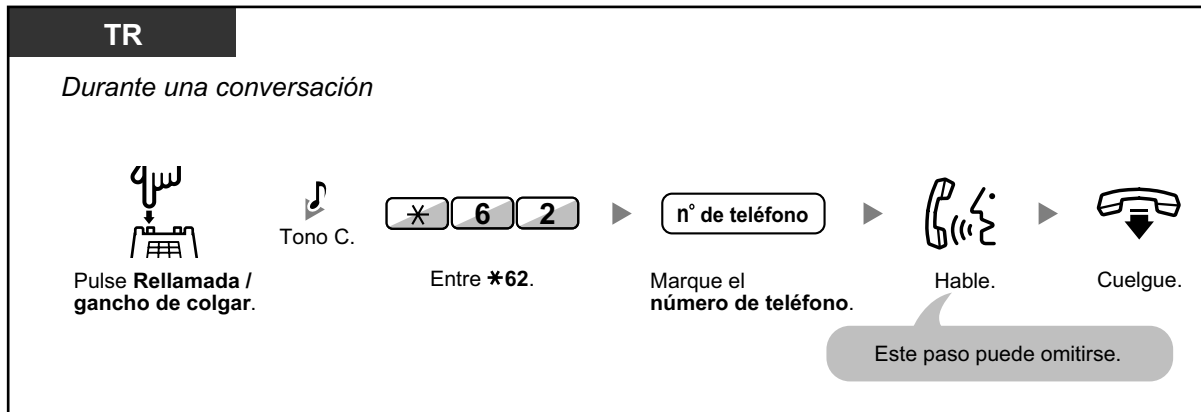 TR
Durante una conversación
Pulse Rellamada /
gancho de colgar.
Tono C.
* 6 2
Entre *62.
n° de teléfono
Marque el
número de teléfono.
Hable.
Cuelgue.
Este paso puede omitirse.